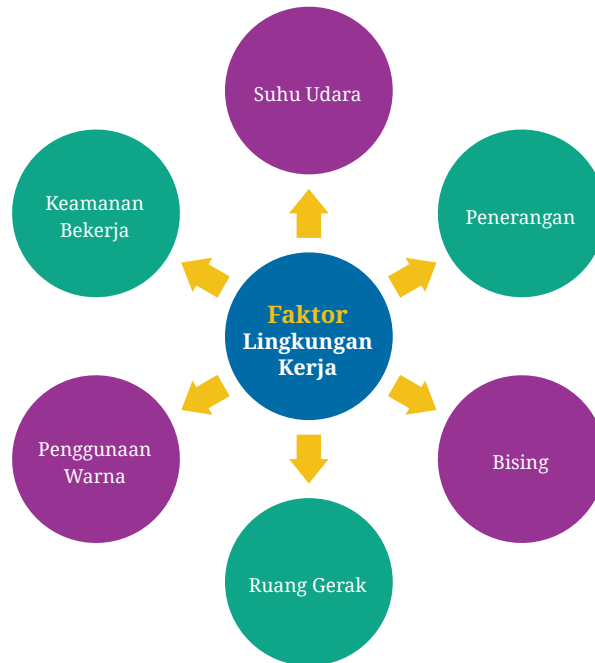 Suhu Udara
Keamanan
Bekerja
Penerangan
Faktor
Lingkungan
Kerja
Penggunaan
Warna
Bising
Ruang Gerak